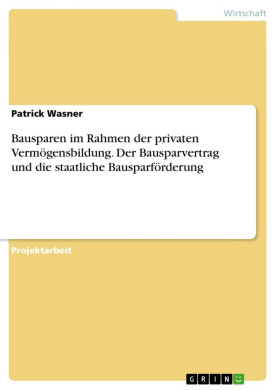 Wirtschaft
Patrick Wasner
Bausparen im Rahmen der privaten
Vermögensbildung. Der Bausparvertrag
und die staatliche Bausparförderung
Projektarbeit
GRIN